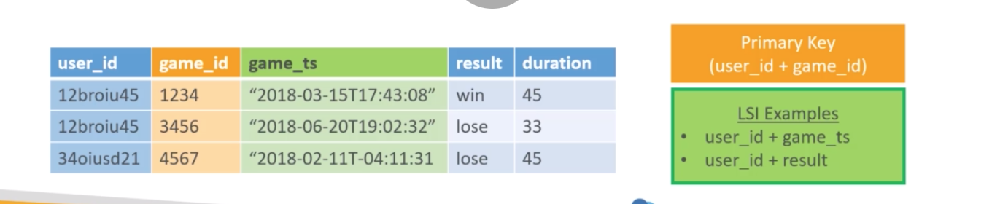 user_id game_id game_ts result duration
12broiu45 1234 “2018-03-15T17:43:08” win 45
12broiu45 3456 “2018-06-20T19:02:32” lose 33
34oiusd21 4567 “2018-02-11T-04:11:31 lose 45
Primary Key
(user_id + game_id)
LSI Examples
• user_id + game_ts
• user_id + result